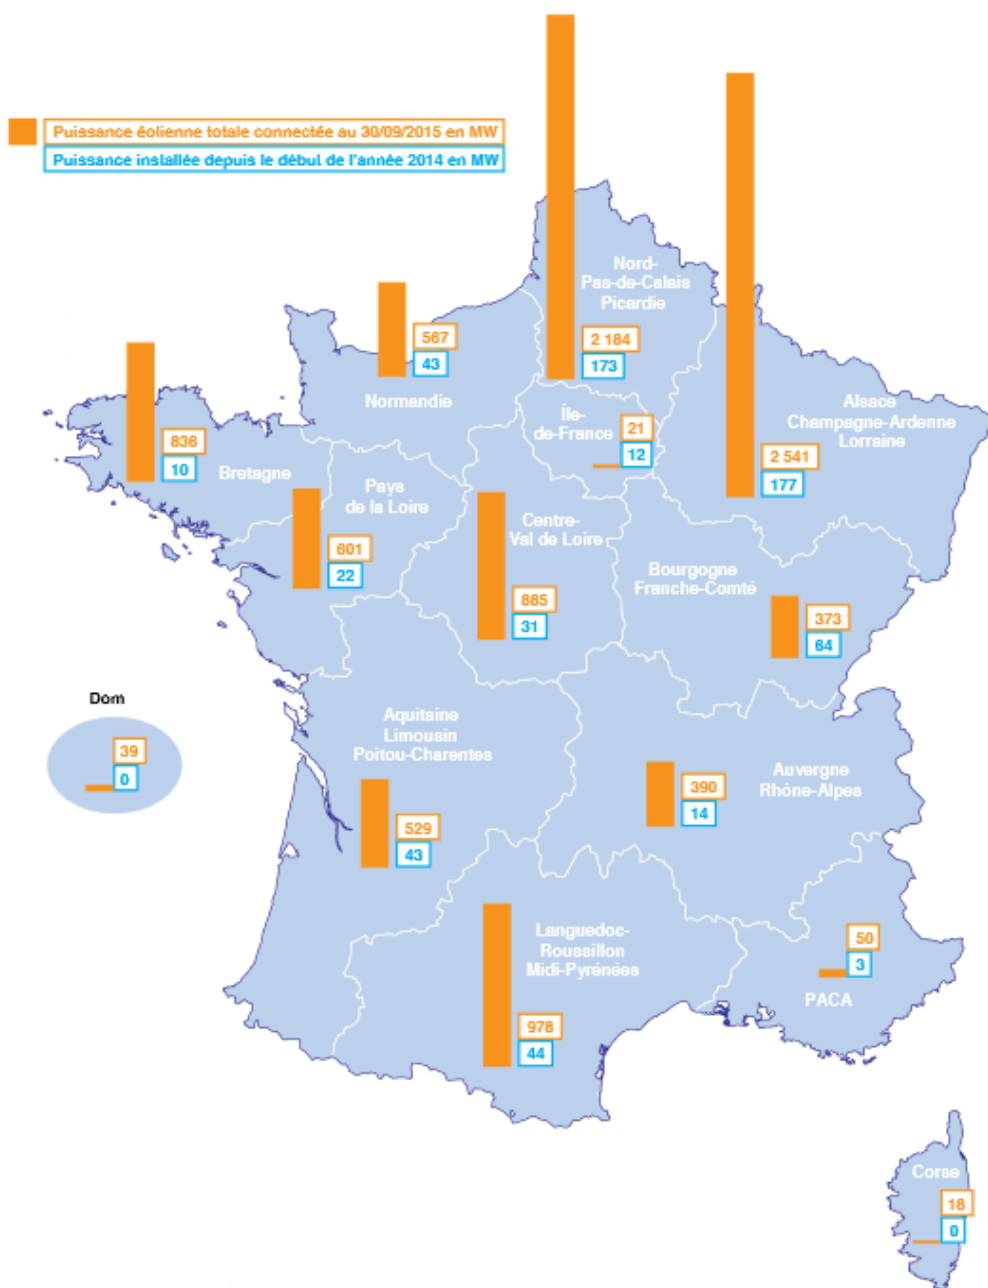 Puissance éolienne totale connectée au 30/09/2015 en MW
Puissance installée depuis le début de l'année 2014 en MW
Nord-
Pas-de-Calais
Picardie
2 184
173
567
43
Normandie
Île-
de-France
21
12
Alsace
Champagne-Ardenne
Lorraine
2 541
177
836
10
Bretagne
Pays
de la Loire
601
22
Centre-
Val de Loire
885
31
Bourgogne
Franche-Comté
373
64
Dom
39
0
Aquitaine
Limousin
Poitou-Charentes
529
43
Auvergne
Rhône-Alpes
390
14
Languedoc-
Roussillon
Midi-Pyrénées
978
44
50
3
PACA
Corse
18
0